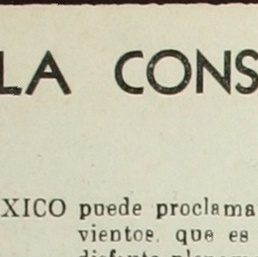 LA CONS
XICO puede proclama
vientos, que es